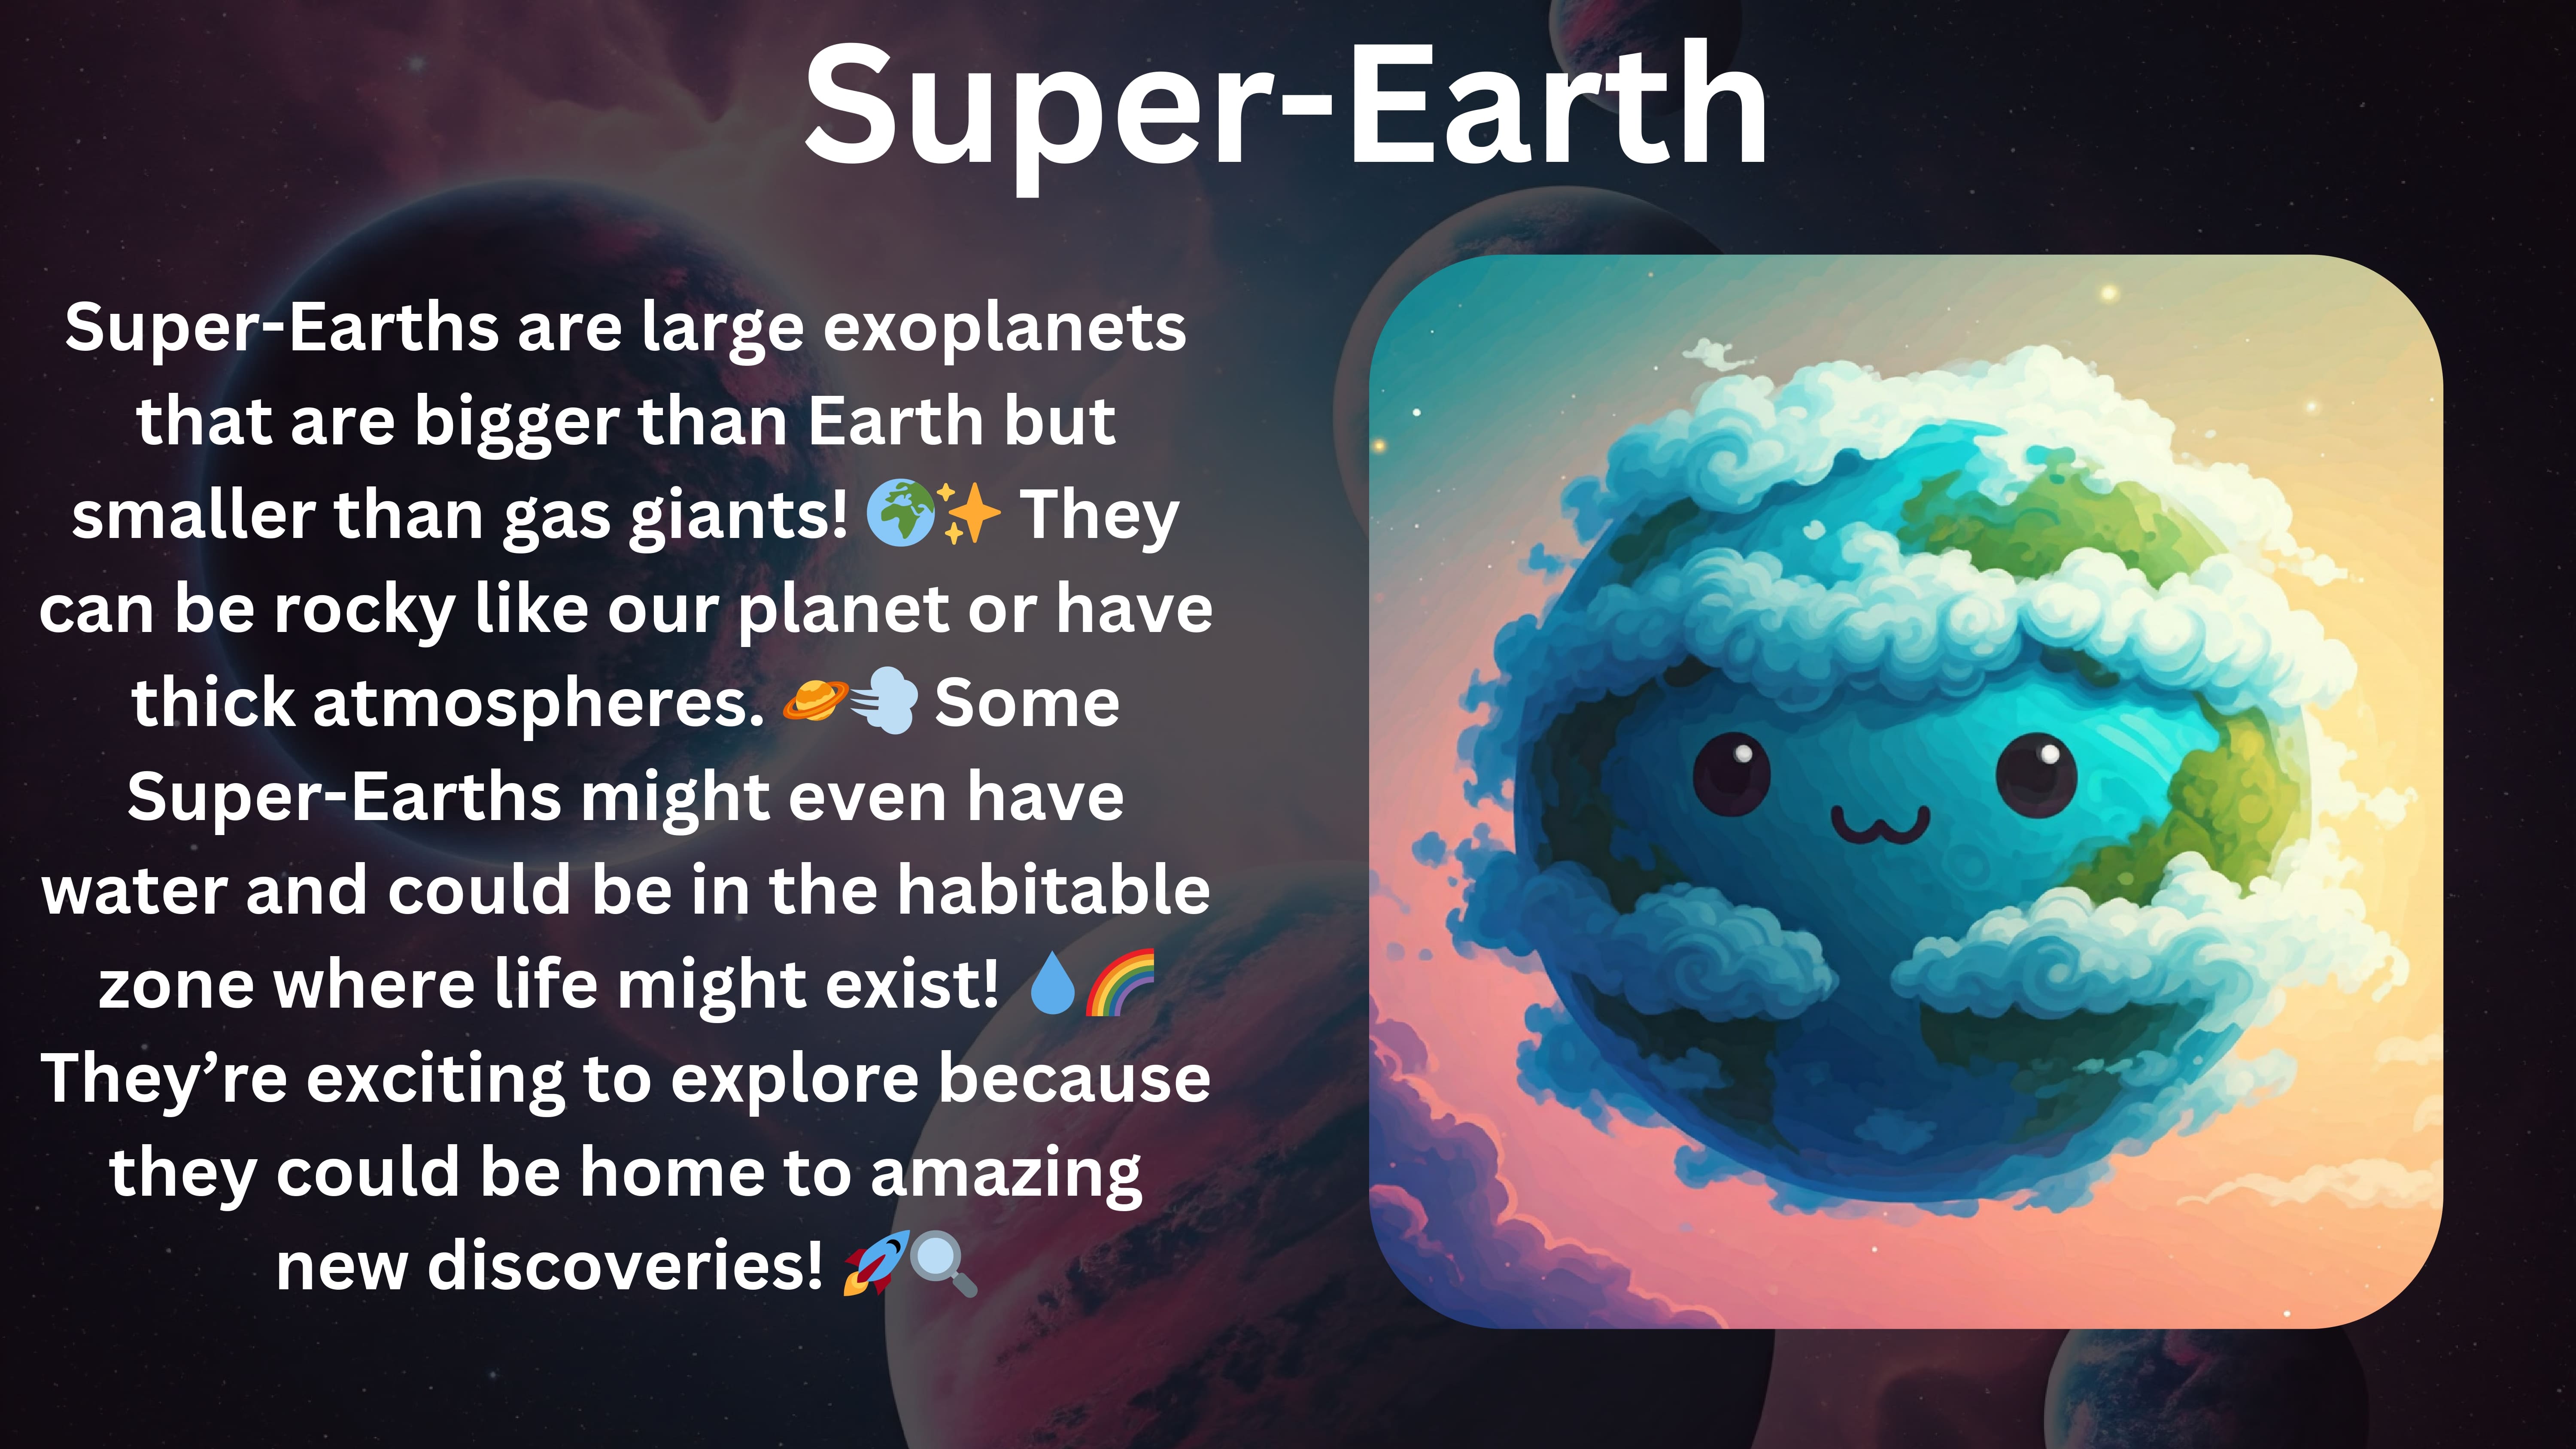 Super-Earth
Super-Earths are large exoplanets
that are bigger than Earth but
smaller than gas giants! 🌍✨ They
can be rocky like our planet or have
thick atmospheres. 🪐💨 Some
Super-Earths might even have
water and could be in the habitable
zone where life might exist! 💧🌈
They’re exciting to explore because
they could be home to amazing
new discoveries! 🚀🔍